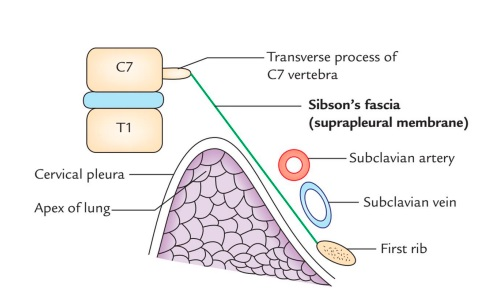 C7
Transverse process of
C7 vertebra
Sibson's fascia
(suprapleural membrane)
T1
Subclavian artery
Cervical pleura
Subclavian vein
Apex of lung
First rib